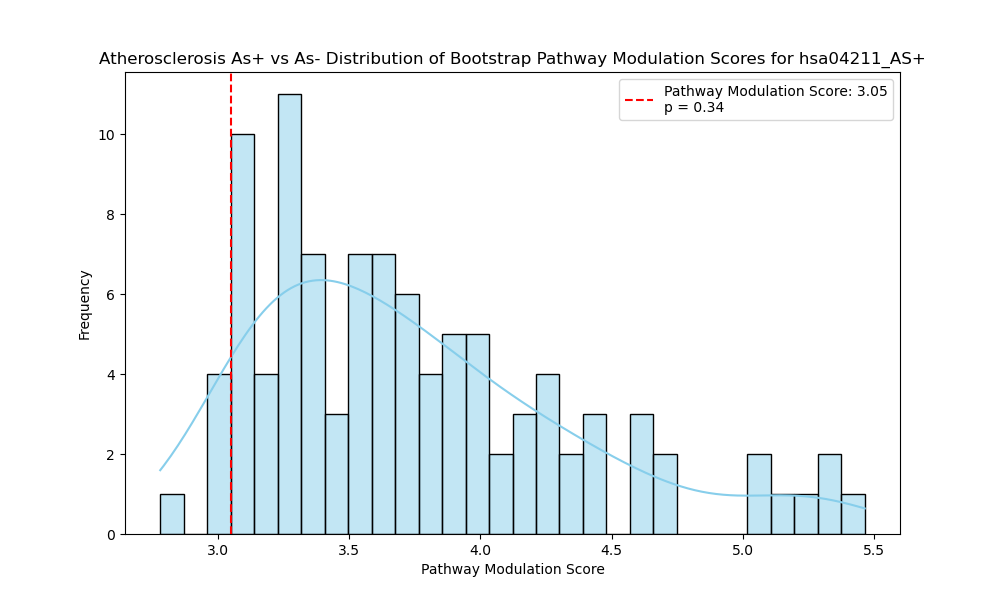 Atherosclerosis As+ vs As- Distribution of Bootstrap Pathway Modulation Scores for hsa04211_AS+
Pathway Modulation Score: 3.05
p = 0.34
Frequency
10
8
6
4
2
0
3.0 3.5 4.0 4.5 5.0 5.5
Pathway Modulation Score